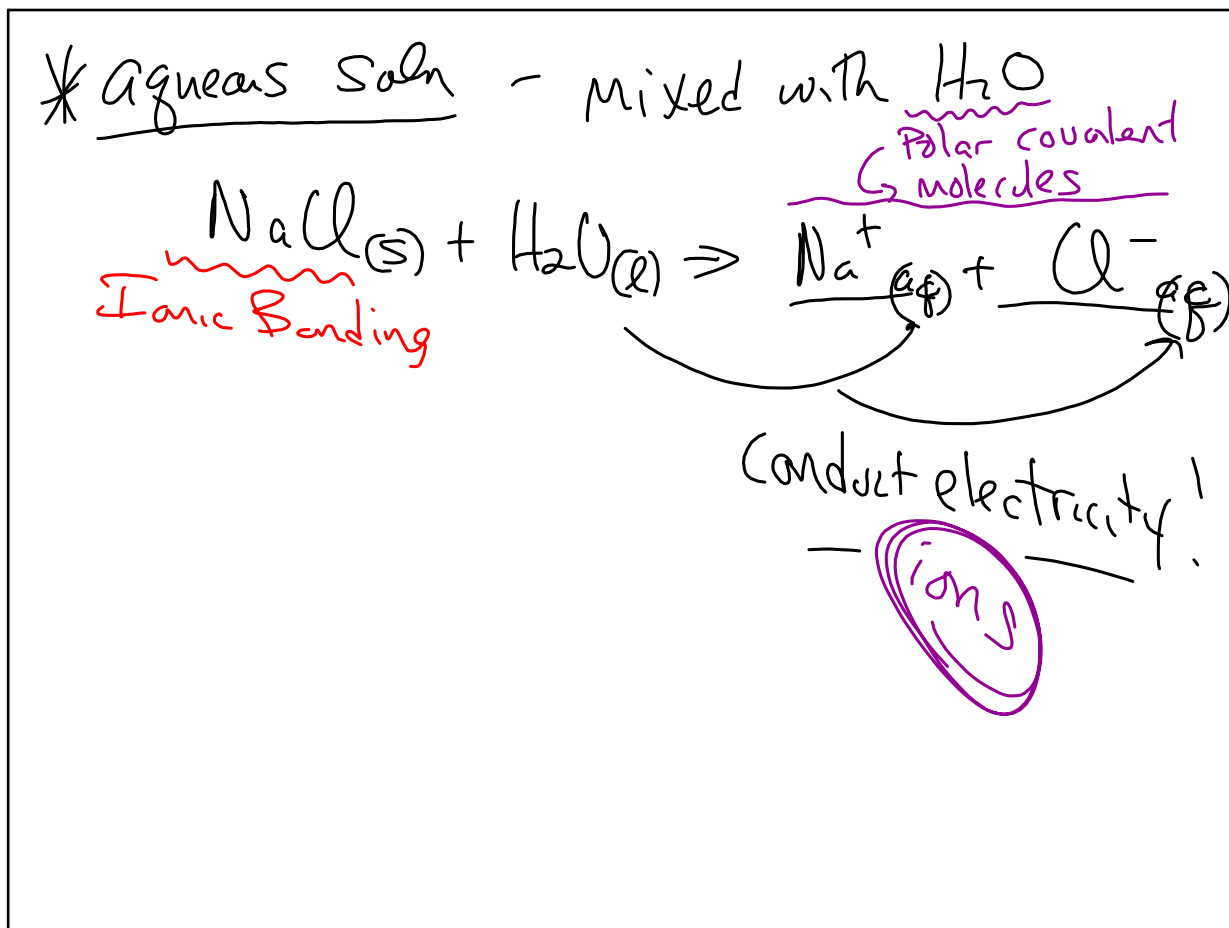 * aqueous soln - mixed with H₂O
Polar covalent
molecules
NaCl(s) + H₂O(l) ⇒ Na⁺(aq) + Cl⁻(aq)
Ionic Bonding
Conduct electricity!
ions